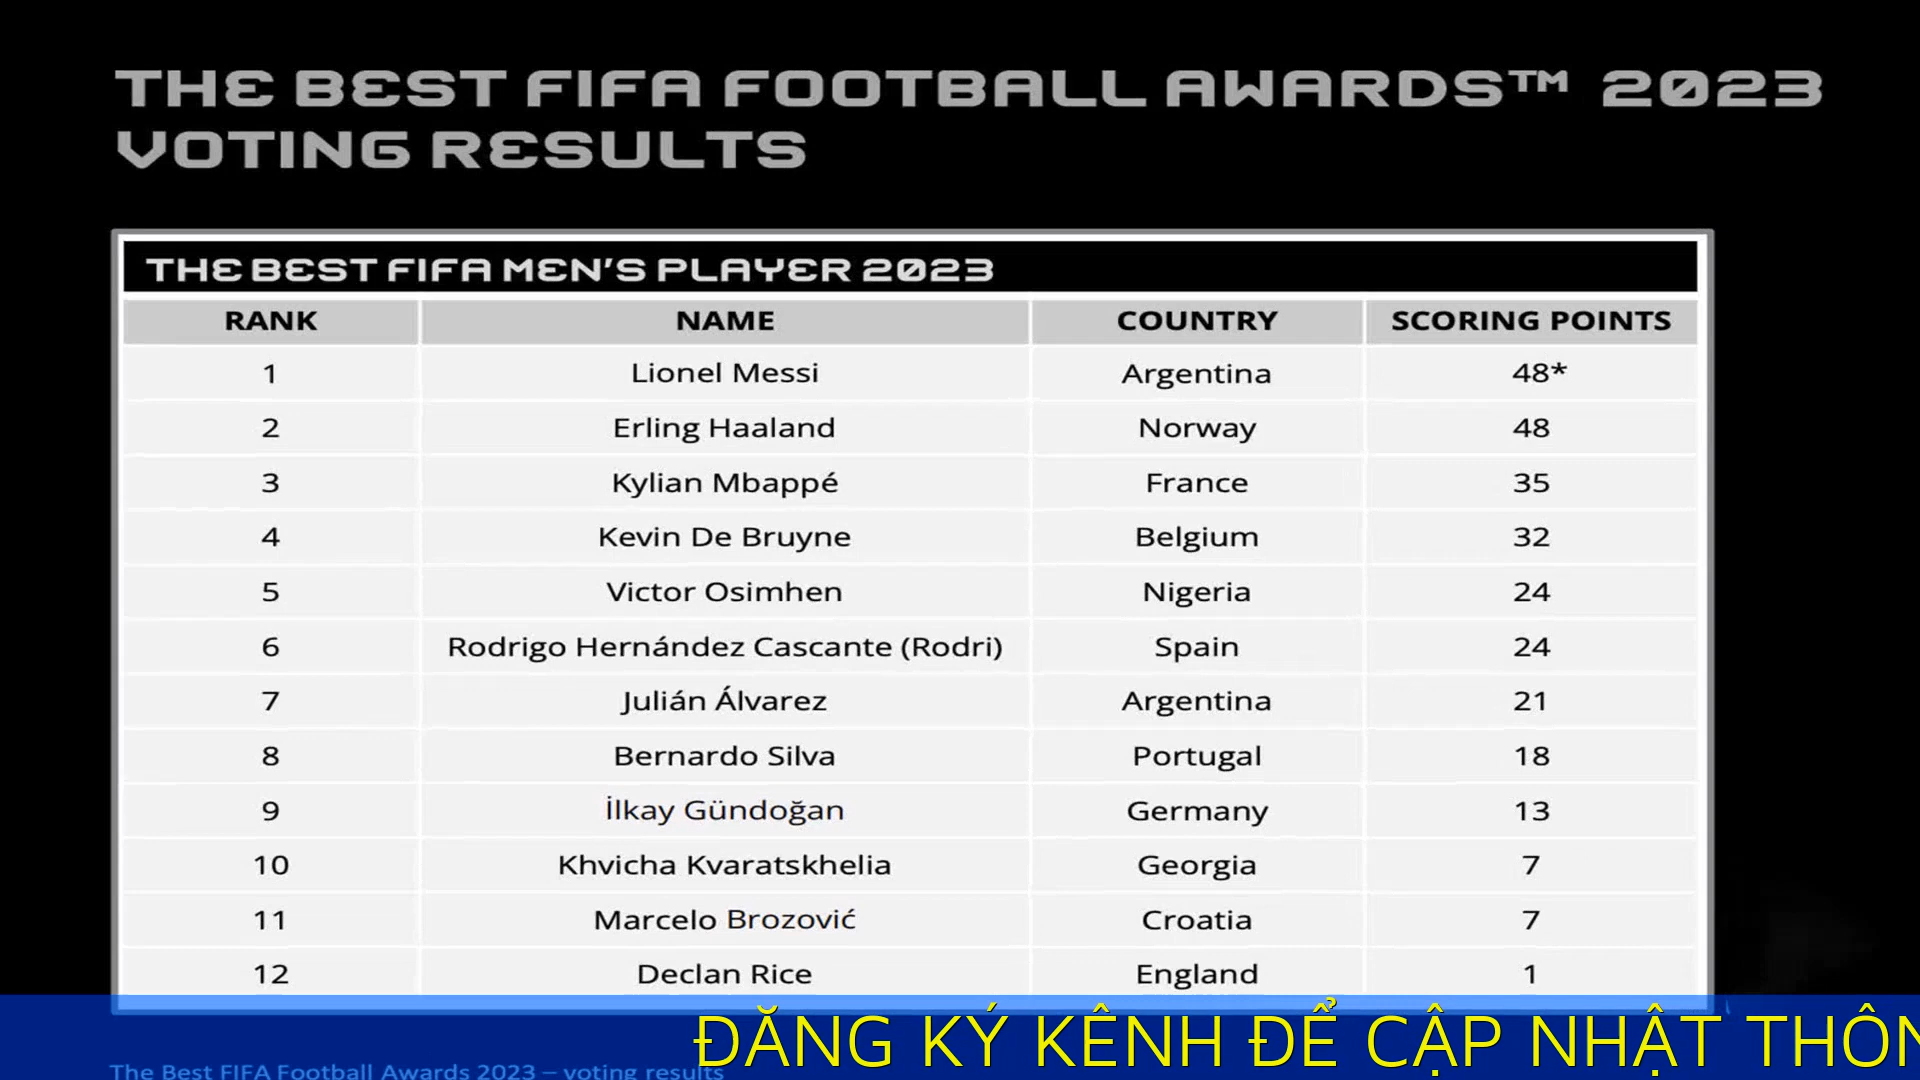 THE BEST FIFA FOOTBALL AWARDS™ 2023
VOTING RESULTS
THE BEST FIFA MEN'S PLAYER 2023
RANK NAME COUNTRY SCORING POINTS
1 Lionel Messi Argentina 48*
2 Erling Haaland Norway 48
3 Kylian Mbappé France 35
4 Kevin De Bruyne Belgium 32
5 Victor Osimhen Nigeria 24
6 Rodrigo Hernández Cascante (Rodri) Spain 24
7 Julián Álvarez Argentina 21
8 Bernardo Silva Portugal 18
9 İlkay Gündoğan Germany 13
10 Khvicha Kvaratskhelia Georgia 7
11 Marcelo Brozović Croatia 7
12 Declan Rice England 1
ĐĂNG KÝ KÊNH ĐỂ CẬP NHẬT THÔN
The Best FIFA Football Awards 2023 – voting results